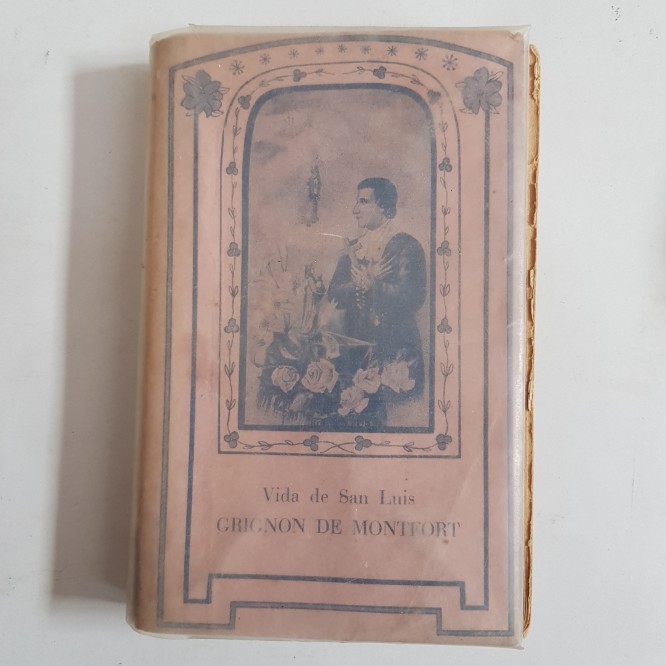 Vida de San Luis
GRIGNON DE MONTFORT